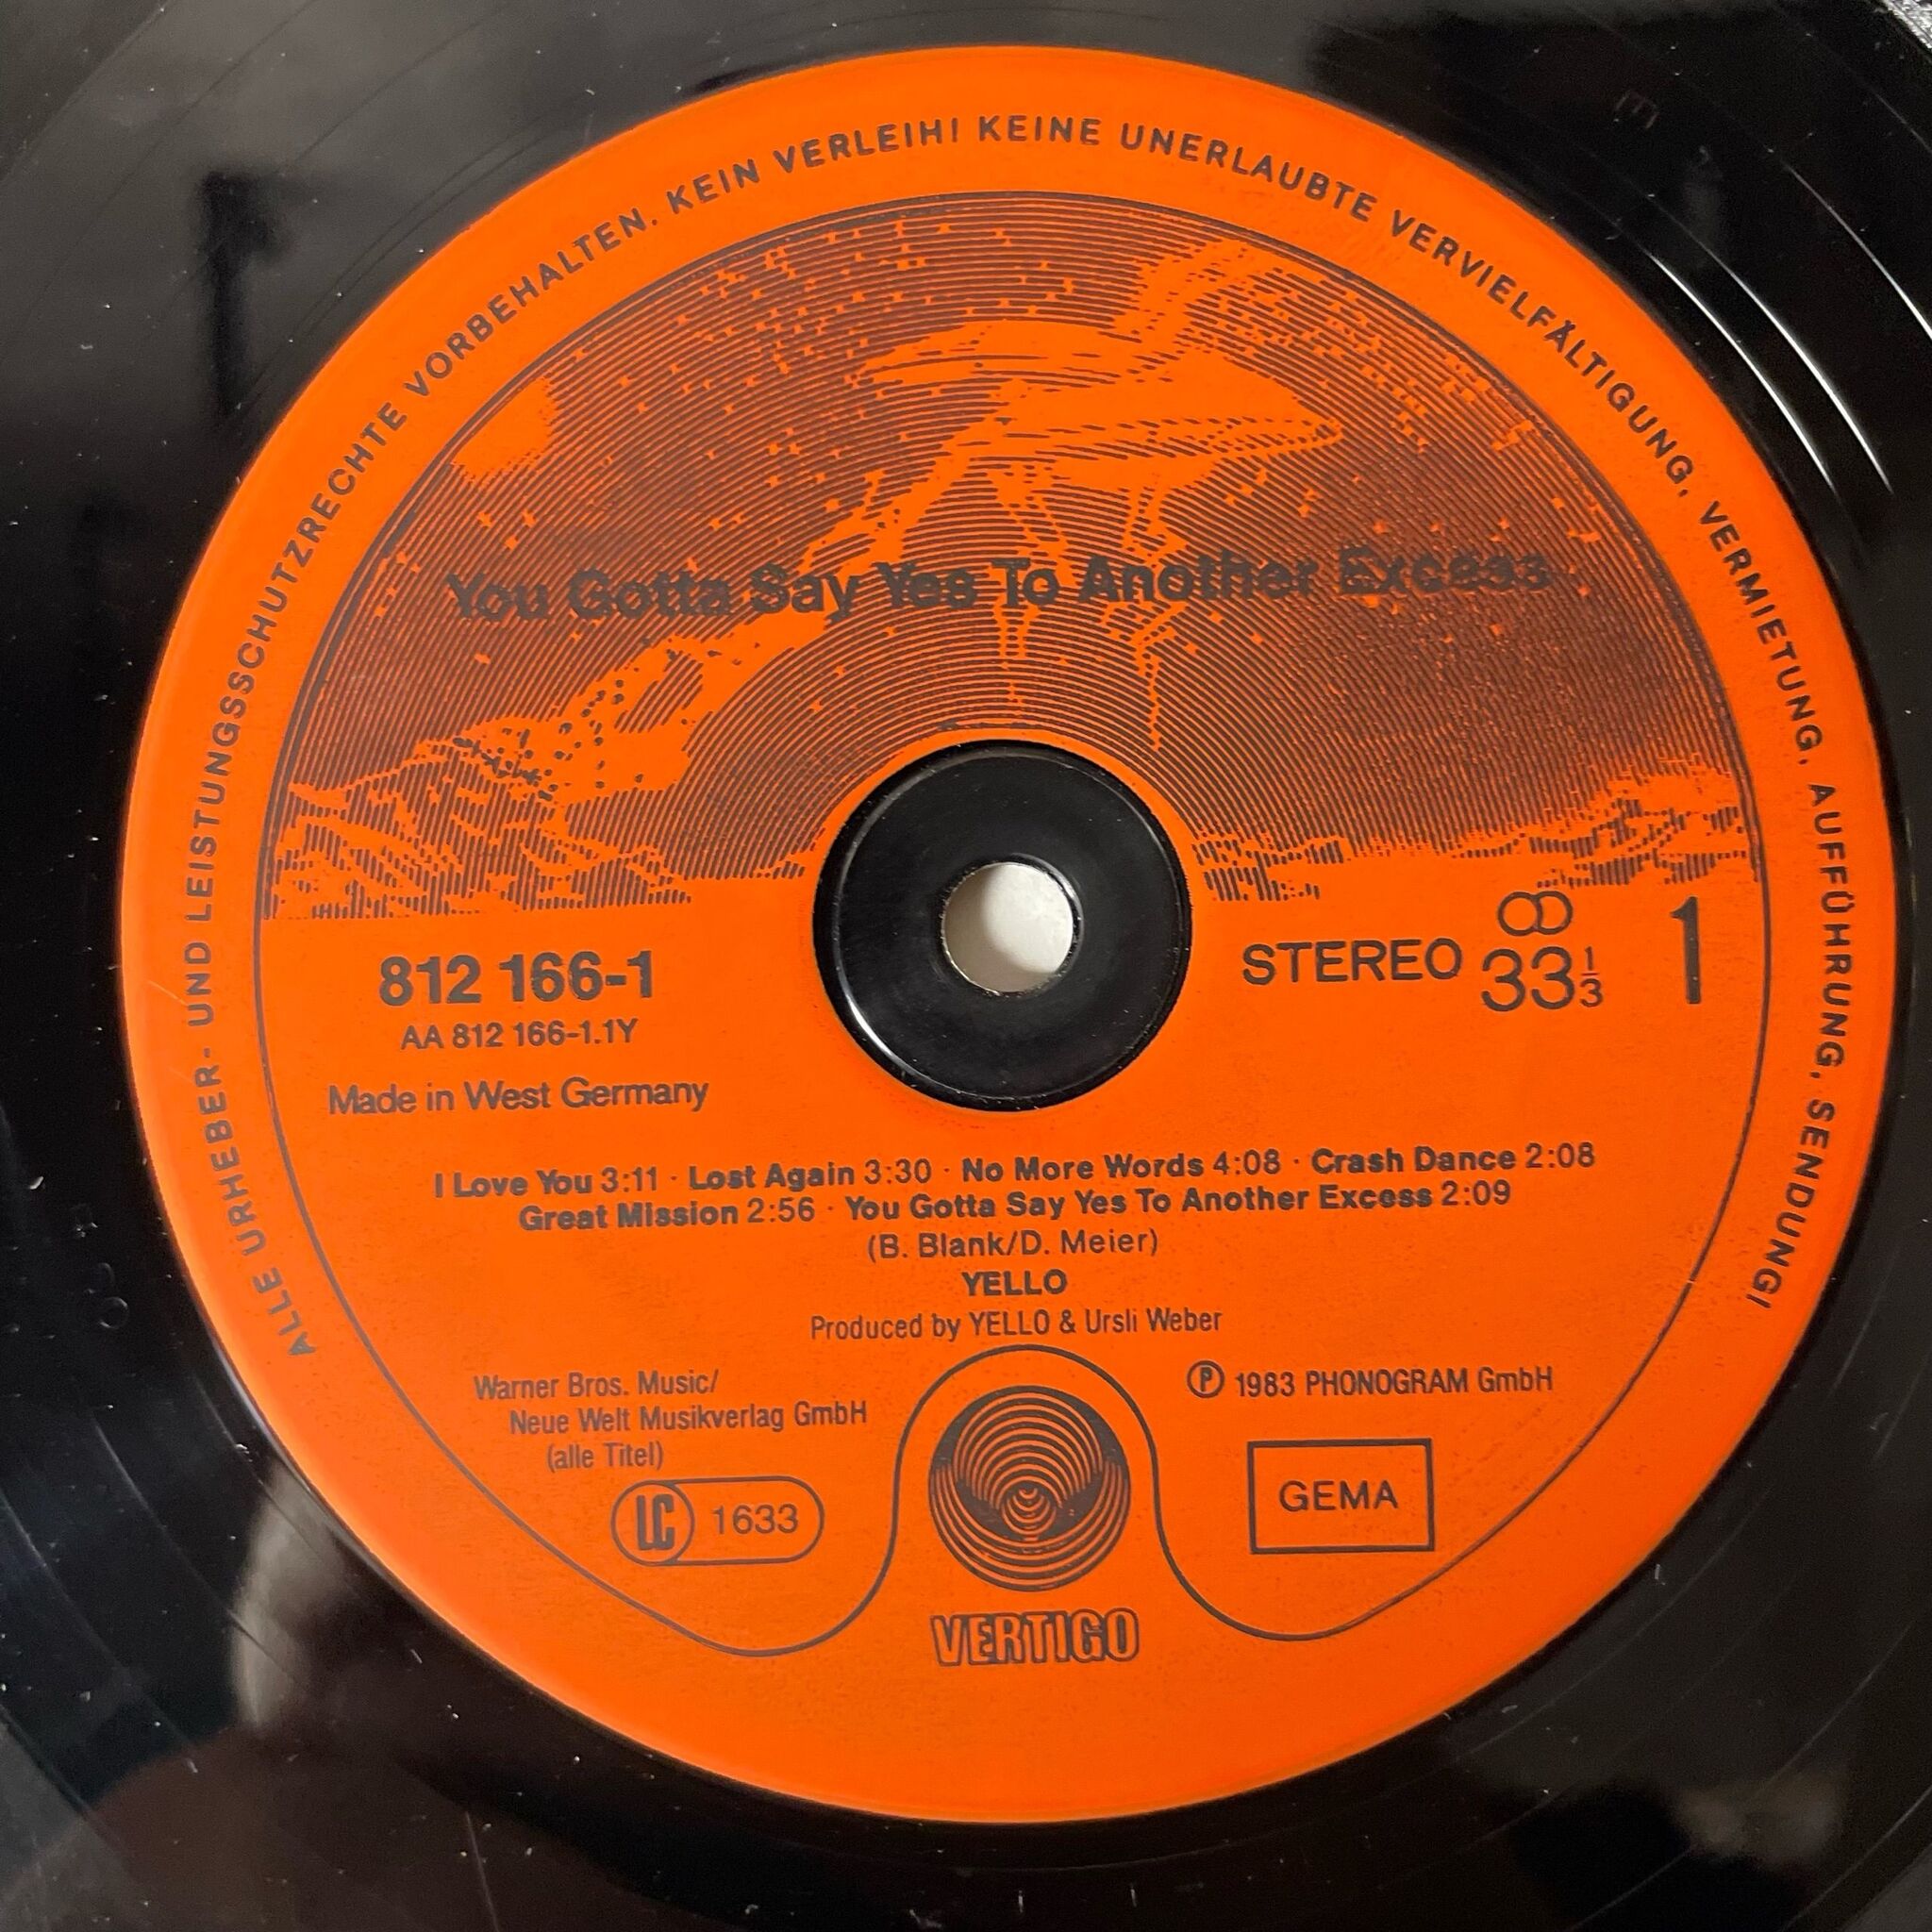 ALLE URHEBER- UND LEISTUNGSSCHUTZRECHTE VORBEHALTEN. KEIN VERLEIH! KEINE UNERLAUBTE VERVIELFÄLTIGUNG, VERMIETUNG, AUFFÜHRUNG, SENDUNG!
You Gotta Say Yes To Another Excess
812 166-1
AA 812 166-1.1Y
Made in West Germany
STEREO 33 1/3
1
I Love You 3:11 · Lost Again 3:30 · No More Words 4:08 · Crash Dance 2:08
Great Mission 2:56 · You Gotta Say Yes To Another Excess 2:09
(B. Blank/D. Meier)
YELLO
Produced by YELLO & Ursli Weber
Warner Bros. Music/
Neue Welt Musikverlag GmbH
(alle Titel)
LC 1633
Ⓟ 1983 PHONOGRAM GmbH
GEMA
VERTIGO